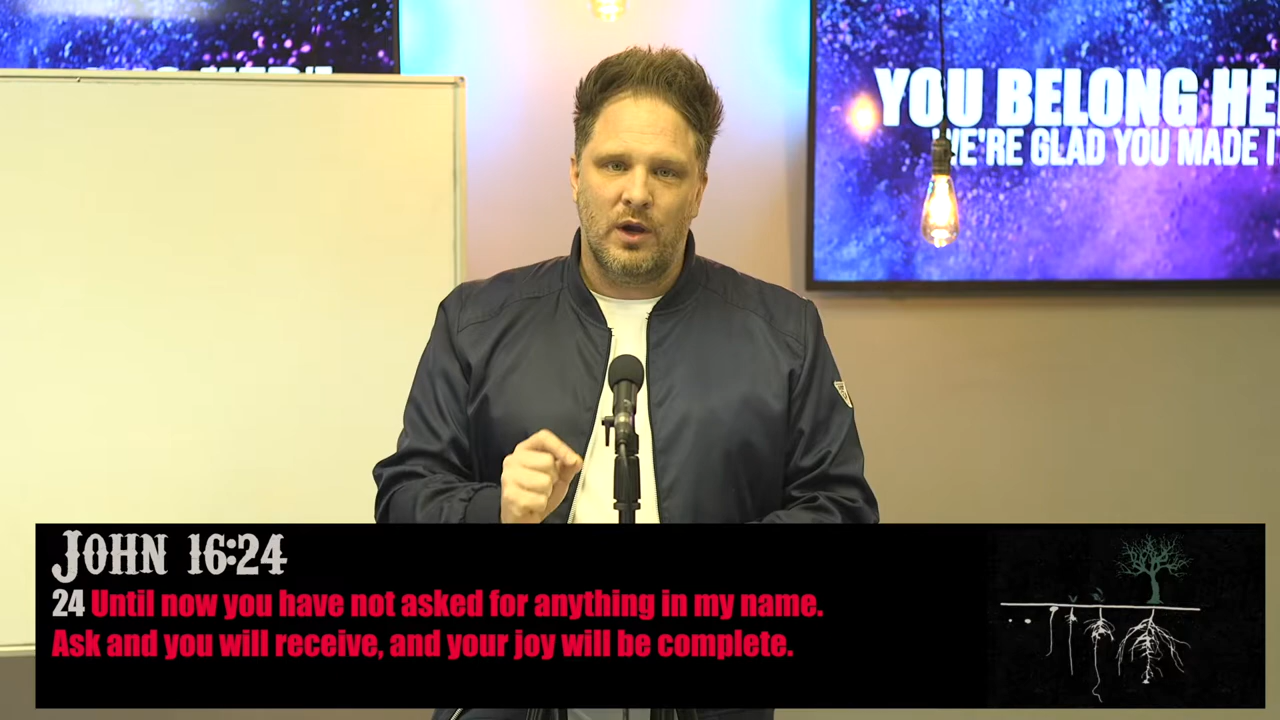 YOU BELONG HE
WE'RE GLAD YOU MADE I
JOHN 16:24
24 Until now you have not asked for anything in my name.
Ask and you will receive, and your joy will be complete.